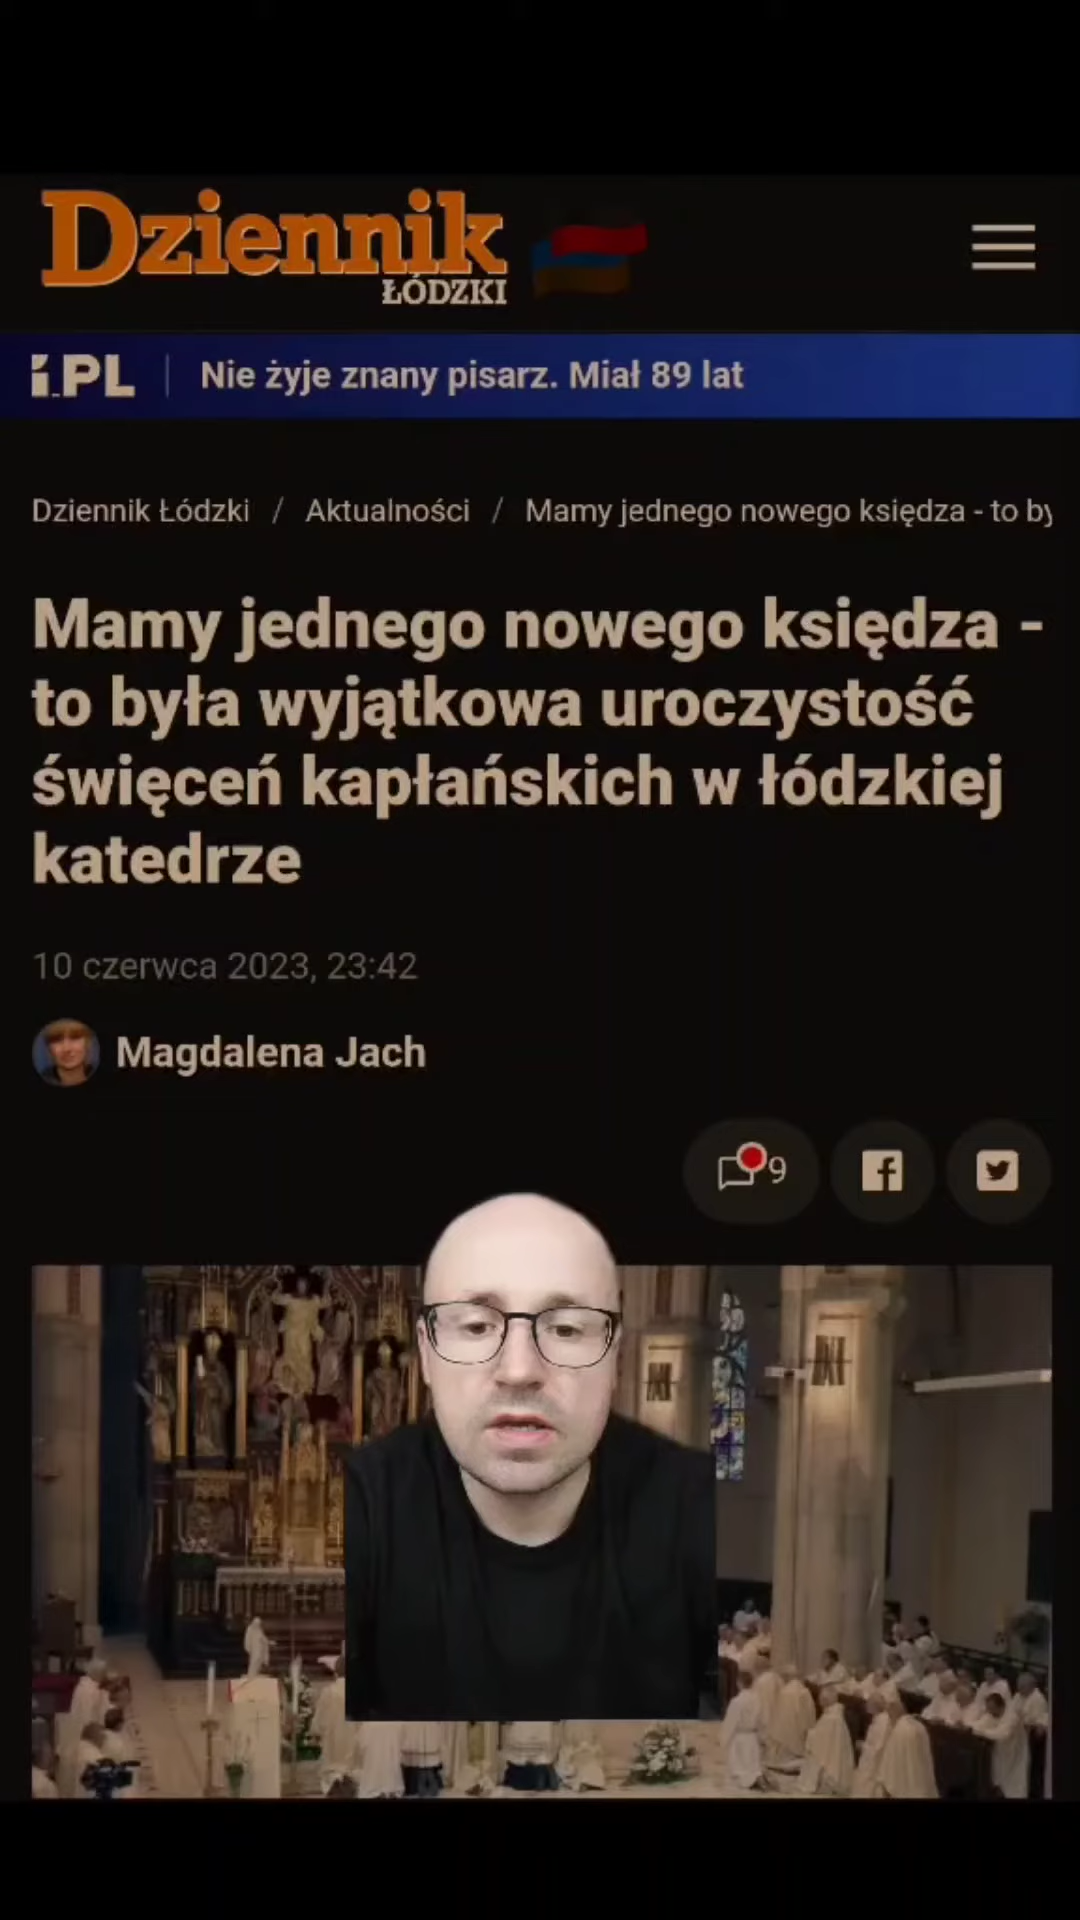 Dziennik
ŁÓDZKI
i.PL | Nie żyje znany pisarz. Miał 89 lat
Dziennik Łódzki / Aktualności / Mamy jednego nowego księdza - to by
Mamy jednego nowego księdza -
to była wyjątkowa uroczystość
święceń kapłańskich w łódzkiej
katedrze
10 czerwca 2023, 23:42
Magdalena Jach
9